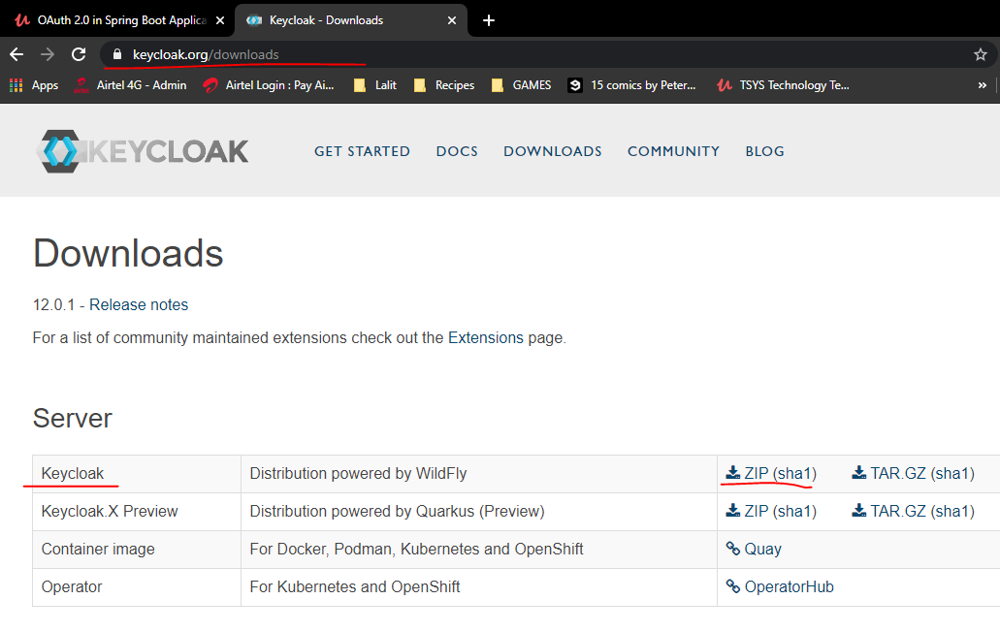 OAuth 2.0 in Spring Boot Applica
Keycloak - Downloads
keycloak.org/downloads
Apps Airtel 4G - Admin Airtel Login : Pay Ai... Lalit Recipes GAMES 15 comics by Peter... TSYS Technology Te... »
KEYCLOAK GET STARTED DOCS DOWNLOADS COMMUNITY BLOG
Downloads
12.0.1 - Release notes
For a list of community maintained extensions check out the Extensions page.
Server
Keycloak Distribution powered by WildFly ZIP (sha1) TAR.GZ (sha1)
Keycloak.X Preview Distribution powered by Quarkus (Preview) ZIP (sha1) TAR.GZ (sha1)
Container image For Docker, Podman, Kubernetes and OpenShift Quay
Operator For Kubernetes and OpenShift OperatorHub